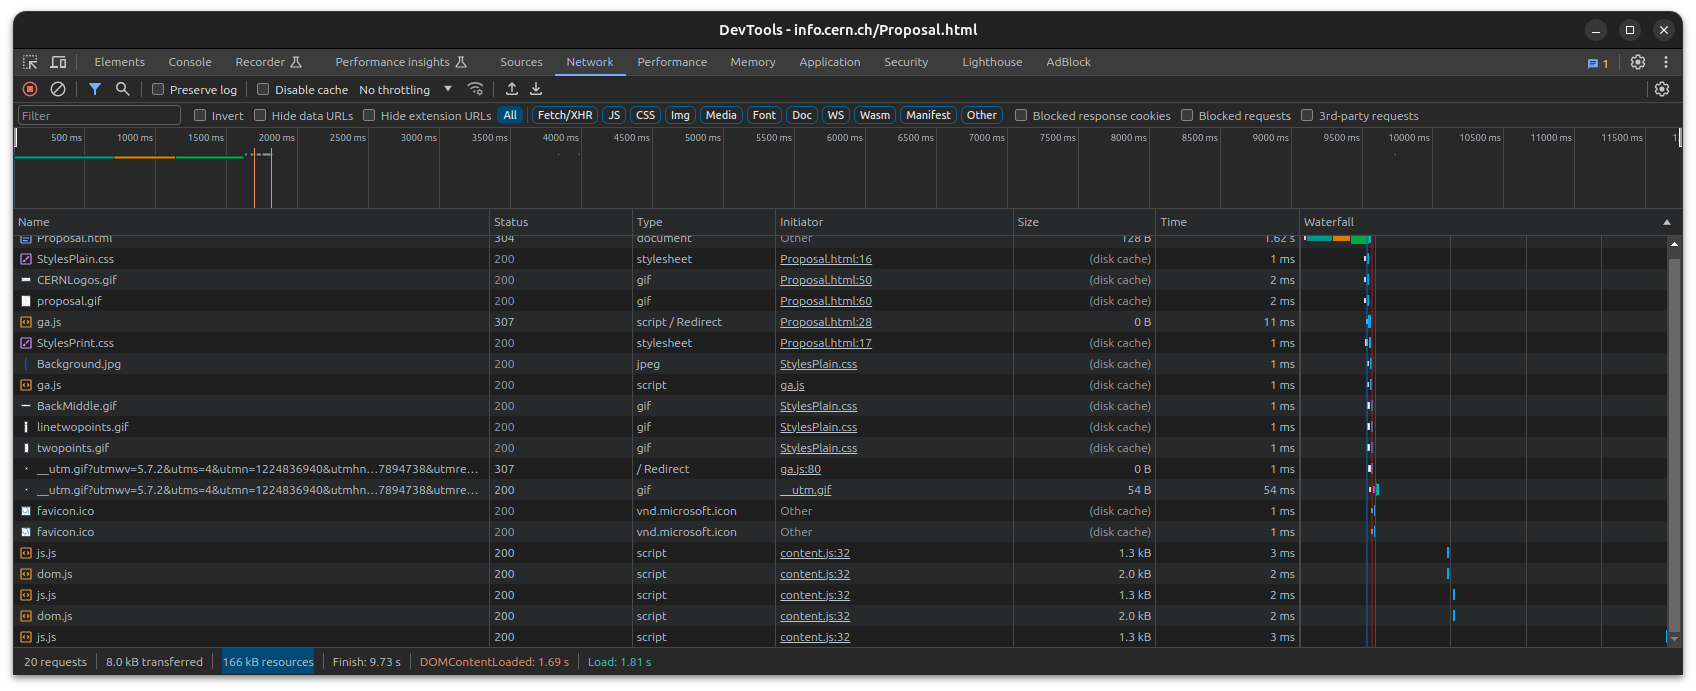 DevTools - info.cern.ch/Proposal.html
Elements Console Recorder Performance insights Sources Network Performance Memory Application Security Lighthouse AdBlock 1
Preserve log Disable cache No throttling
Filter Invert Hide data URLs Hide extension URLs All Fetch/XHR JS CSS Img Media Font Doc WS Wasm Manifest Other Blocked response cookies Blocked requests 3rd-party requests
500 ms 1000 ms 1500 ms 2000 ms 2500 ms 3000 ms 3500 ms 4000 ms 4500 ms 5000 ms 5500 ms 6000 ms 6500 ms 7000 ms 7500 ms 8000 ms 8500 ms 9000 ms 9500 ms 10000 ms 10500 ms 11000 ms 11500 ms
Name Status Type Initiator Size Time Waterfall
Proposal.html 304 document Other 128 B 1.62 s
StylesPlain.css 200 stylesheet Proposal.html:16 (disk cache) 1 ms
CERNLogos.gif 200 gif Proposal.html:50 (disk cache) 2 ms
proposal.gif 200 gif Proposal.html:60 (disk cache) 2 ms
ga.js 307 script / Redirect Proposal.html:28 0 B 11 ms
StylesPrint.css 200 stylesheet Proposal.html:17 (disk cache) 1 ms
Background.jpg 200 jpeg StylesPlain.css (disk cache) 1 ms
ga.js 200 script ga.js (disk cache) 1 ms
BackMiddle.gif 200 gif StylesPlain.css (disk cache) 1 ms
linetwopoints.gif 200 gif StylesPlain.css (disk cache) 1 ms
twopoints.gif 200 gif StylesPlain.css (disk cache) 1 ms
__utm.gif?utmwv=5.7.2&utms=4&utmn=1224836940&utmhn…7894738&utmre… 307 / Redirect ga.js:80 0 B 1 ms
__utm.gif?utmwv=5.7.2&utms=4&utmn=1224836940&utmhn…7894738&utmre… 200 gif __utm.gif 54 B 54 ms
favicon.ico 200 vnd.microsoft.icon Other (disk cache) 1 ms
favicon.ico 200 vnd.microsoft.icon Other (disk cache) 1 ms
js.js 200 script content.js:32 1.3 kB 3 ms
dom.js 200 script content.js:32 2.0 kB 2 ms
js.js 200 script content.js:32 1.3 kB 2 ms
dom.js 200 script content.js:32 2.0 kB 2 ms
js.js 200 script content.js:32 1.3 kB 3 ms
20 requests 8.0 kB transferred 166 kB resources Finish: 9.73 s DOMContentLoaded: 1.69 s Load: 1.81 s